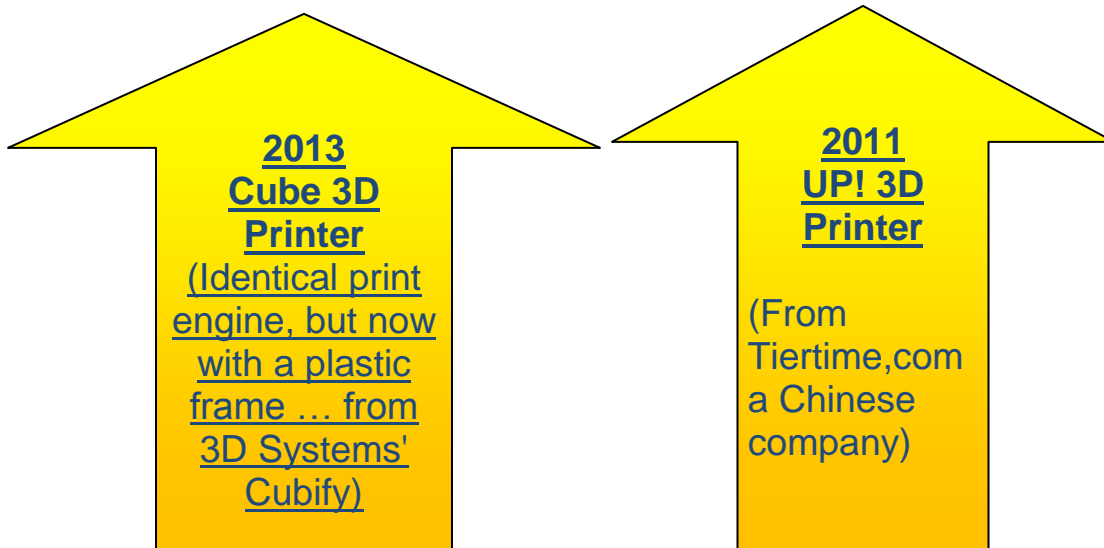 2013
Cube 3D
Printer
(Identical print
engine, but now
with a plastic
frame … from
3D Systems'
Cubify)
2011
UP! 3D
Printer
(From
Tiertime,com
a Chinese
company)